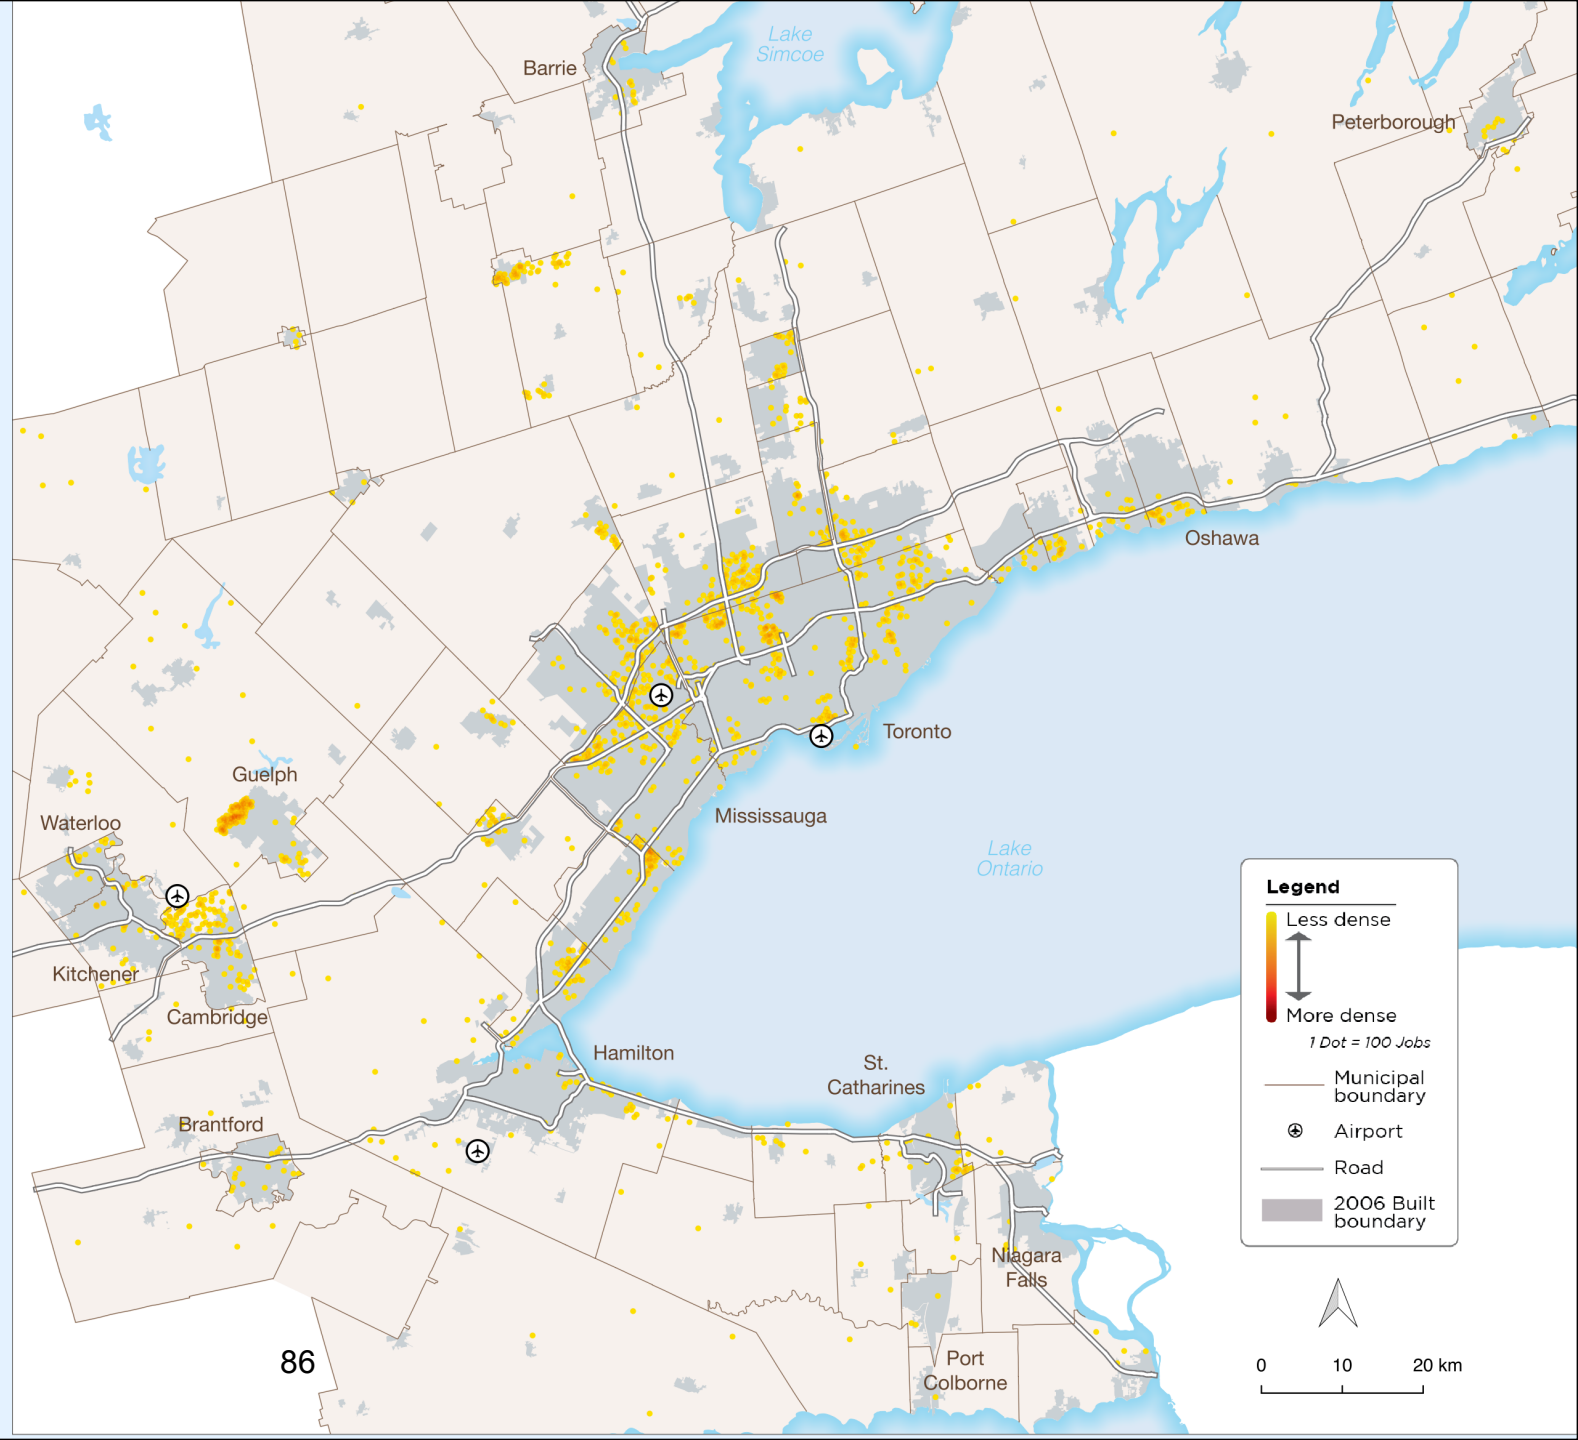 Lake
Simcoe
Barrie
Peterborough
Oshawa
Toronto
Guelph
Waterloo
Mississauga
Lake
Ontario
Kitchener
Cambridge
Hamilton
St.
Catharines
Brantford
Niagara
Falls
Port
Colborne
86
Legend
Less dense
More dense
1 Dot = 100 Jobs
Municipal
boundary
Airport
Road
2006 Built
boundary
0 10 20 km